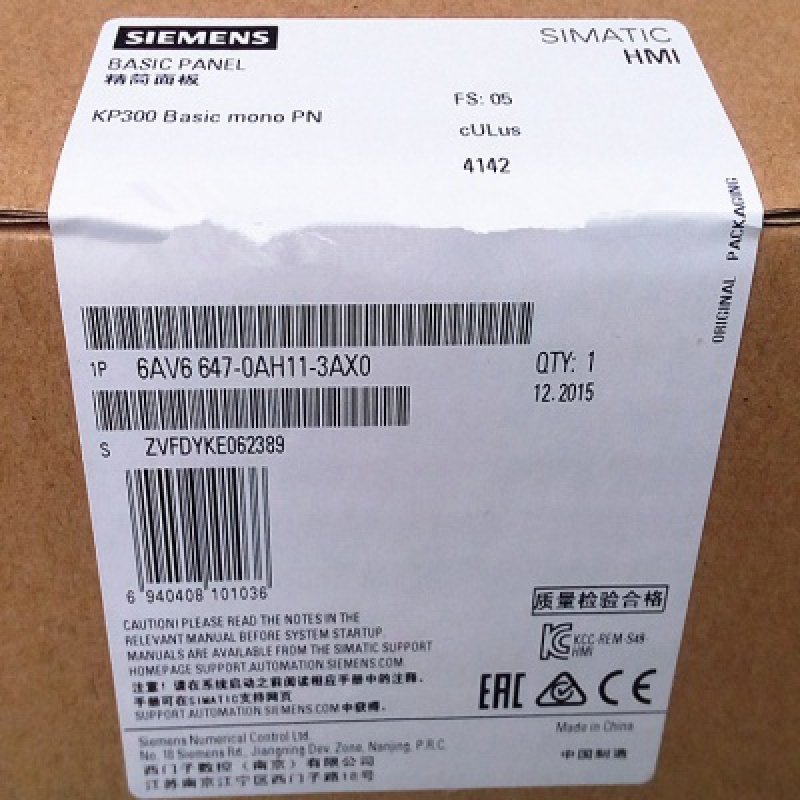 SIEMENS
SIMATIC
HMI
BASIC PANEL
精简面板
KP300 Basic mono PN
FS: 05
cULus
4142
ORIGINAL PACKAGING
1P 6AV6 647-0AH11-3AX0
QTY: 1
12.2015
S ZVFDYKE062389
6 940408 101036
质量检验合格
CAUTION! PLEASE READ THE NOTES IN THE
RELEVANT MANUAL BEFORE SYSTEM STARTUP.
MANUALS ARE AVAILABLE FROM THE SIMATIC SUPPORT
HOMEPAGE SUPPORT.AUTOMATION.SIEMENS.COM
注意！请在系统启动之前阅读相应手册中的注释。
手册可在SIMATIC支持网页
SUPPORT.AUTOMATION.SIEMENS.COM中获得。
KCC-REM-S49-
HMI
EAC
CE
Siemens Numerical Control Ltd.
No. 18 Siemens Rd., Jiangning Dev. Zone, Nanjing, P.R.C.
西门子数控（南京）有限公司
江苏南京江宁区西门子路18号
Made in China
中国制造